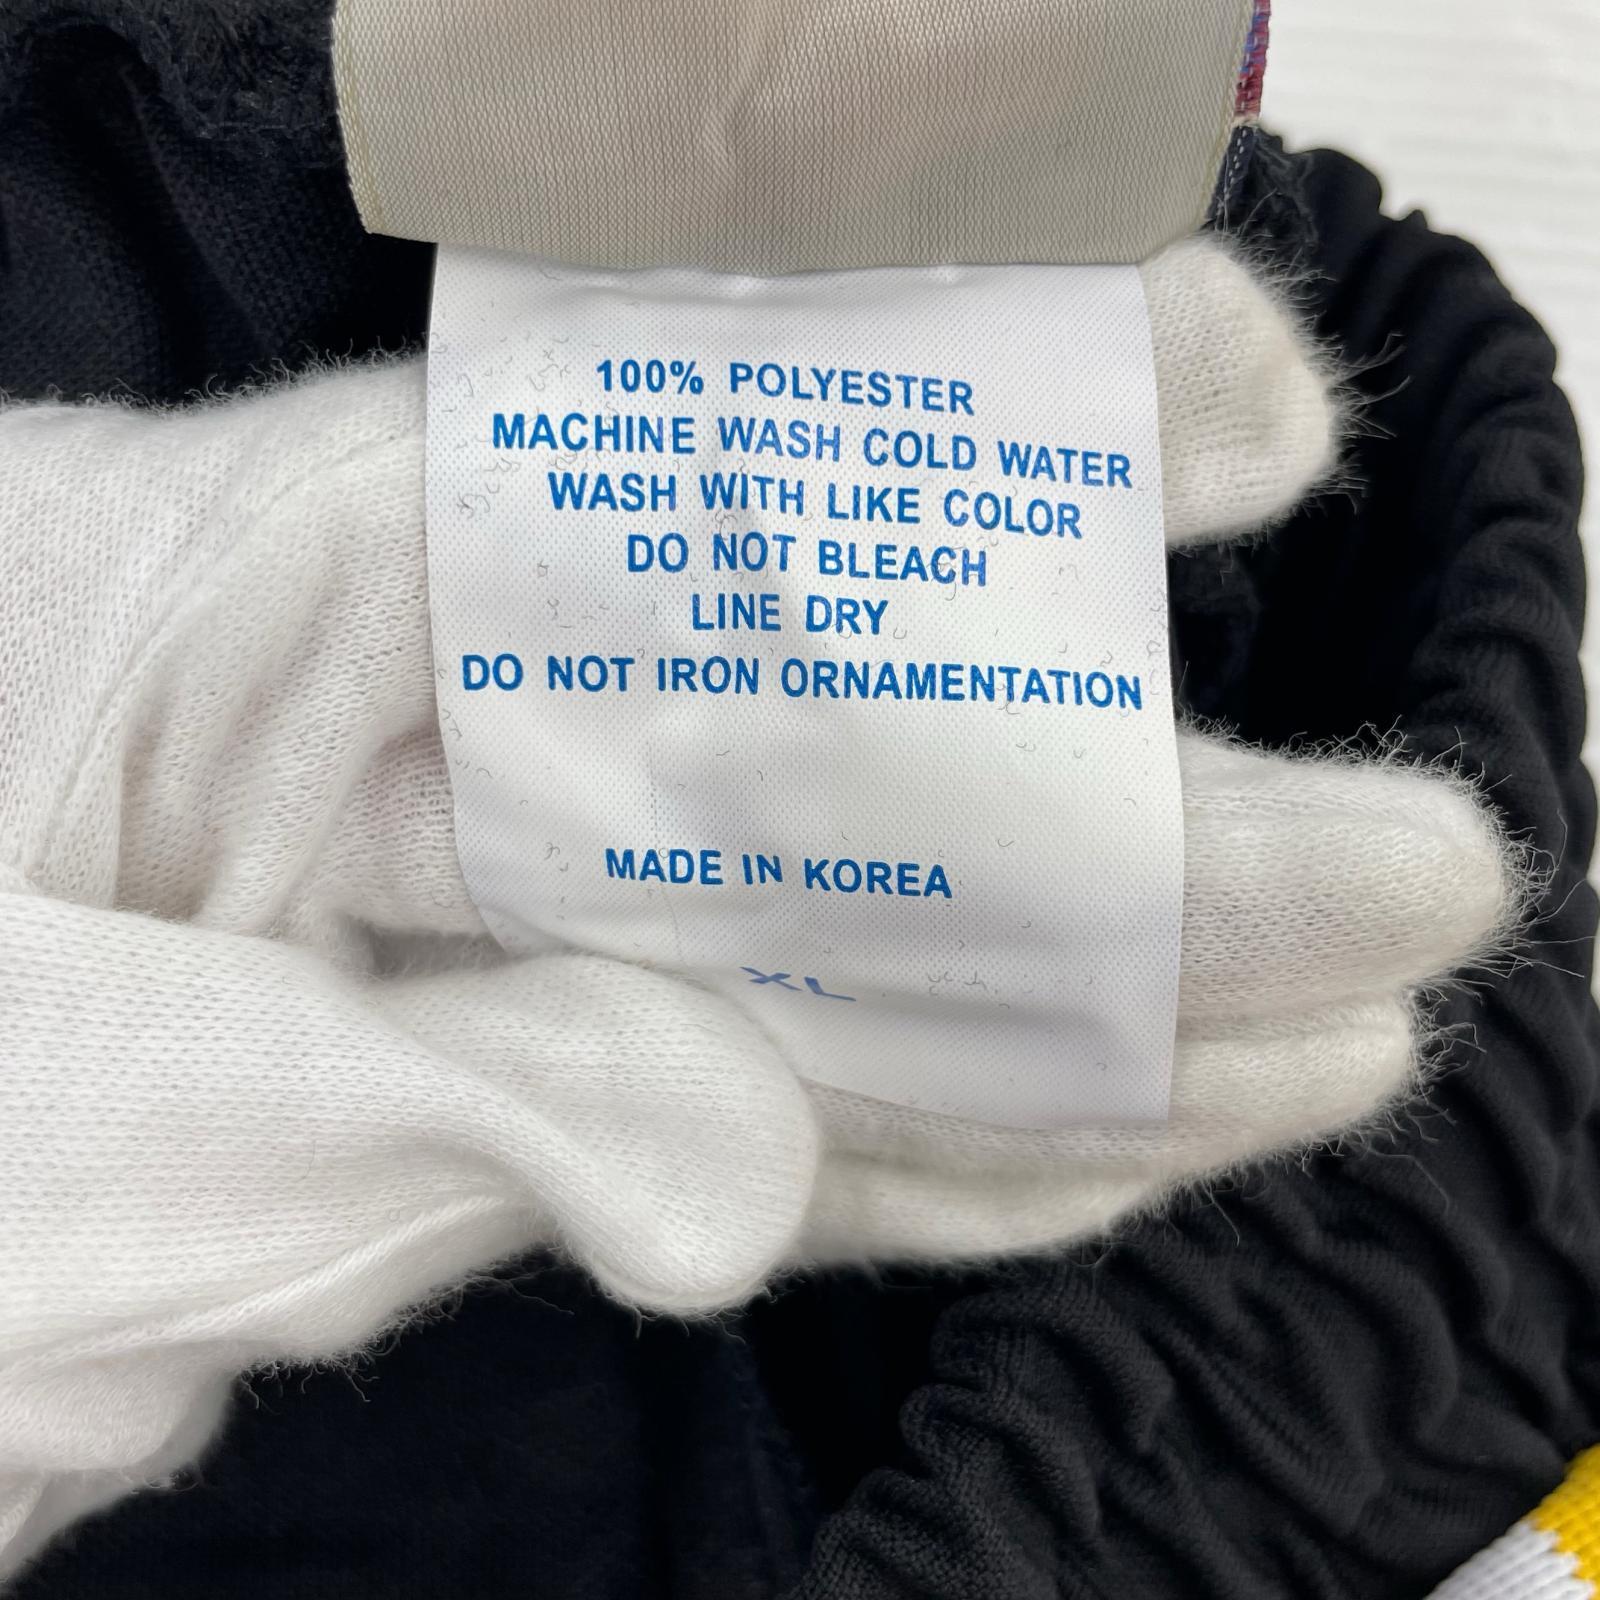 100% POLYESTER
MACHINE WASH COLD WATER
WASH WITH LIKE COLOR
DO NOT BLEACH
LINE DRY
DO NOT IRON ORNAMENTATION
MADE IN KOREA
XL